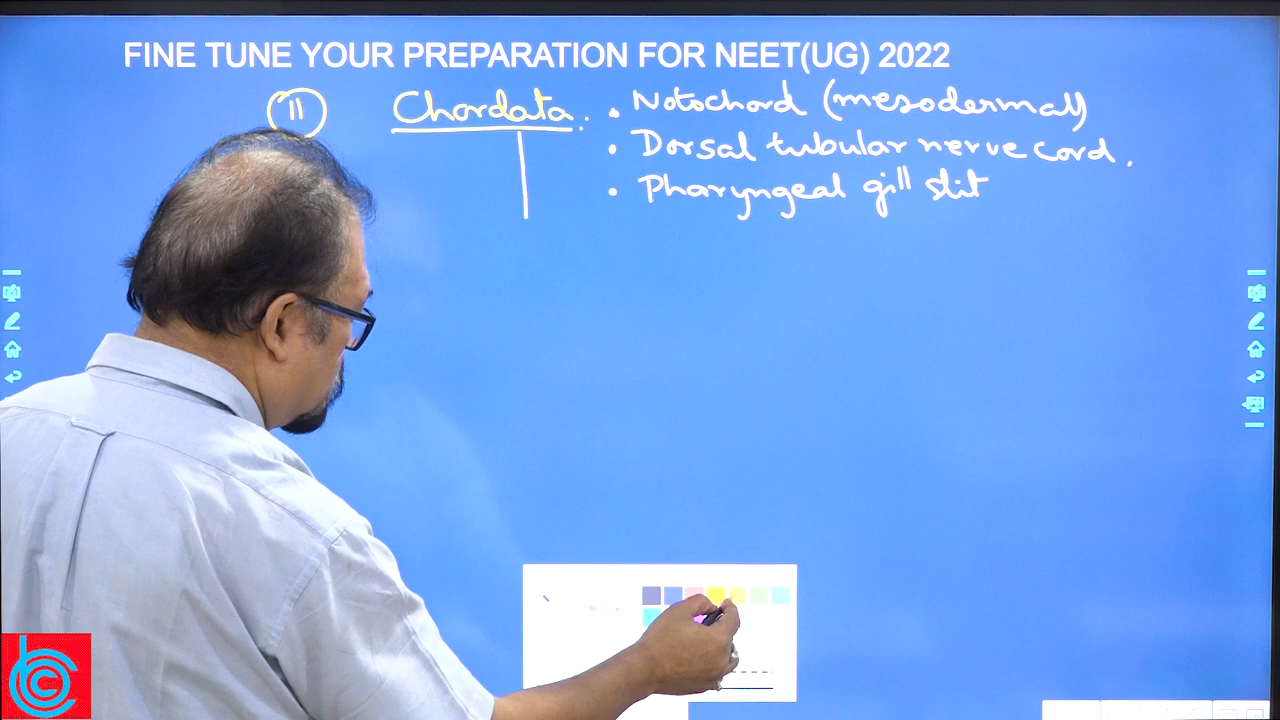 FINE TUNE YOUR PREPARATION FOR NEET(UG) 2022
11 Chordata. • Notochord (mesodermal)
• Dorsal tubular nerve cord.
• Pharyngeal gill slit